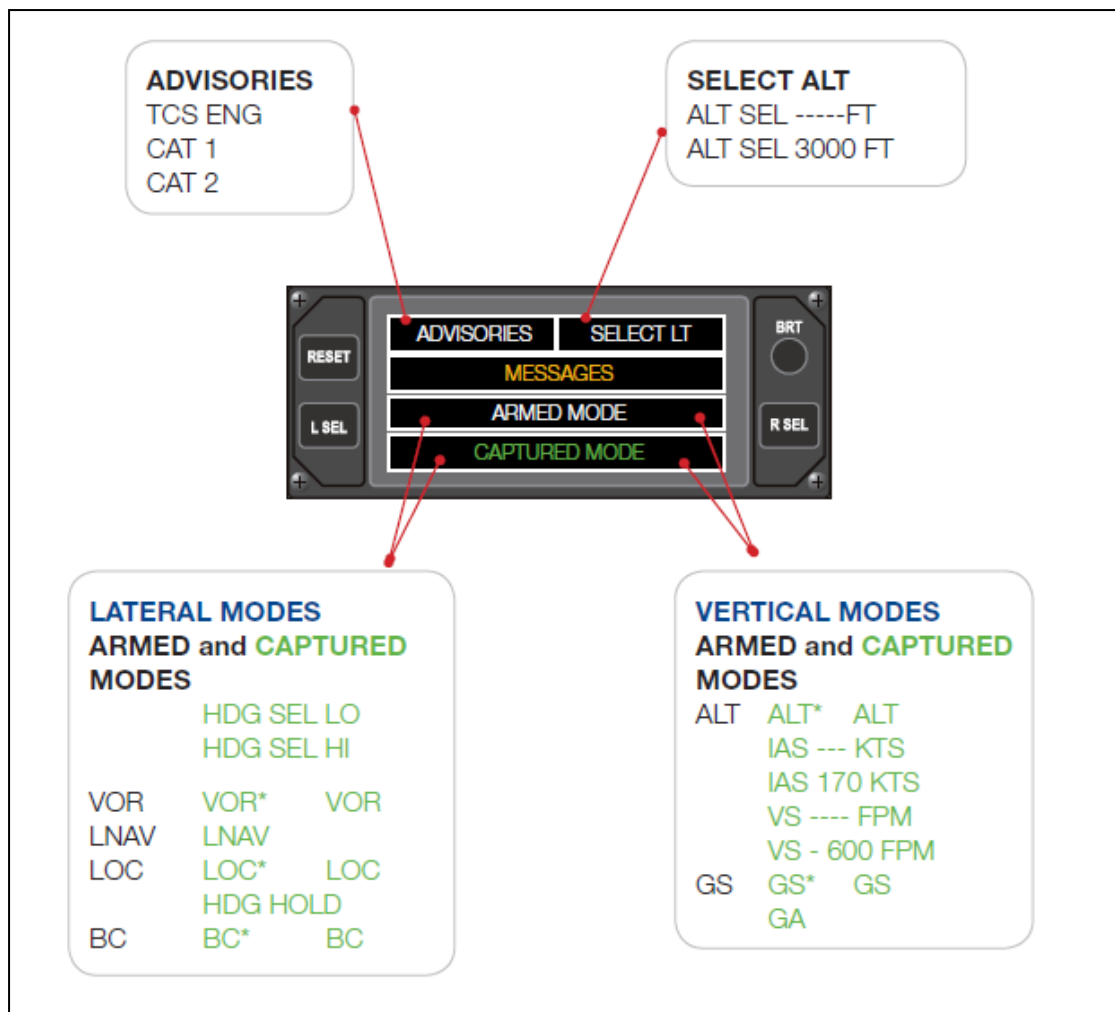 ADVISORIES
TCS ENG
CAT 1
CAT 2
SELECT ALT
ALT SEL -----FT
ALT SEL 3000 FT
RESET
L SEL
ADVISORIES SELECT LT
MESSAGES
ARMED MODE
CAPTURED MODE
BRT
R SEL
LATERAL MODES
ARMED and CAPTURED
MODES
HDG SEL LO
HDG SEL HI
VOR VOR* VOR
LNAV LNAV
LOC LOC* LOC
HDG HOLD
BC BC* BC
VERTICAL MODES
ARMED and CAPTURED
MODES
ALT ALT* ALT
IAS --- KTS
IAS 170 KTS
VS ---- FPM
VS - 600 FPM
GS GS* GS
GA